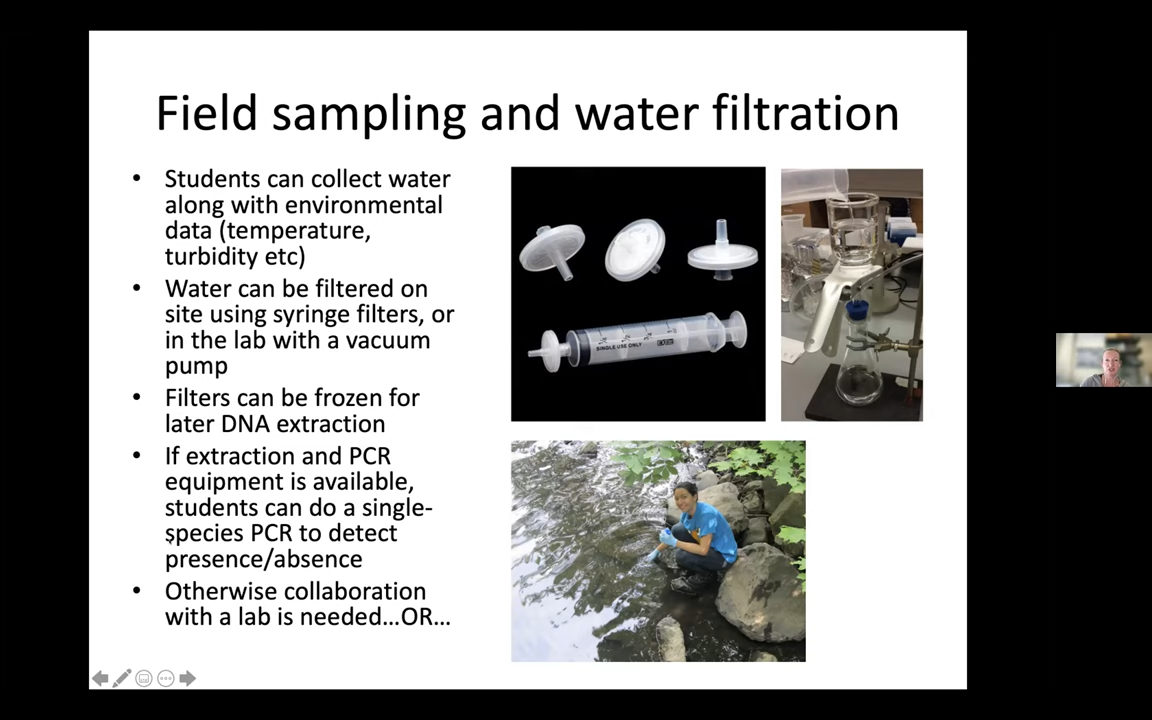 Field sampling and water filtration
• Students can collect water
along with environmental
data (temperature,
turbidity etc)
• Water can be filtered on
site using syringe filters, or
in the lab with a vacuum
pump
• Filters can be frozen for
later DNA extraction
• If extraction and PCR
equipment is available,
students can do a single-
species PCR to detect
presence/absence
• Otherwise collaboration
with a lab is needed...OR...
SINGLE USE ONLY